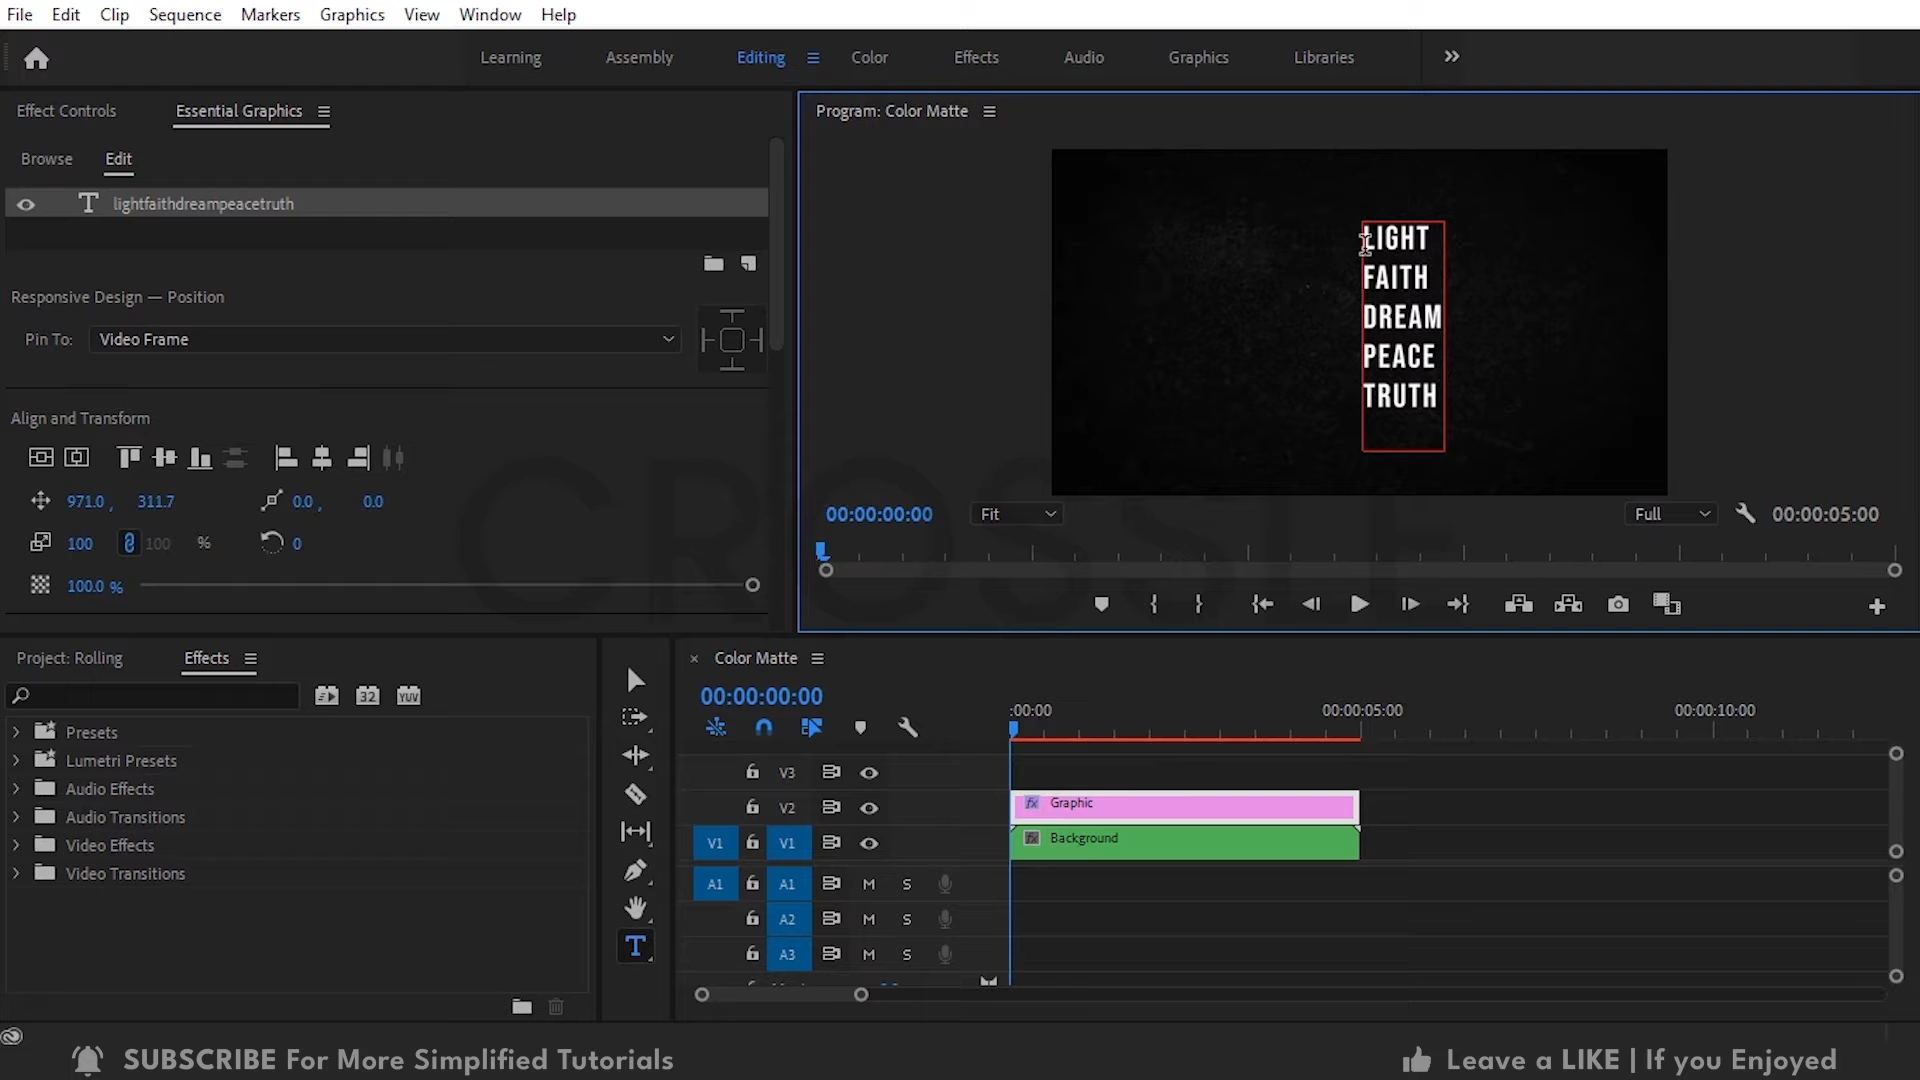 File Edit Clip Sequence Markers Graphics View Window Help
Learning Assembly Editing Color Effects Audio Graphics Libraries
Effect Controls Essential Graphics
Program: Color Matte
Browse Edit
lightfaithdreampeacetruth
Responsive Design — Position
Pin To: Video Frame
Align and Transform
971.0 , 311.7 0.0 , 0.0
100 100 % 0
100.0 %
LIGHT
FAITH
DREAM
PEACE
TRUTH
00:00:00:00 Fit Full 00:00:05:00
CROSSIF
Project: Rolling Effects
32 YUV
Presets
Lumetri Presets
Audio Effects
Audio Transitions
Video Effects
Video Transitions
× Color Matte
00:00:00:00
:00:00 00:00:05:00 00:00:10:00
V3
V2 fx Graphic
V1 V1 fx Background
A1 A1 M S
A2 M S
A3 M S
SUBSCRIBE For More Simplified Tutorials
Leave a LIKE | If you Enjoyed